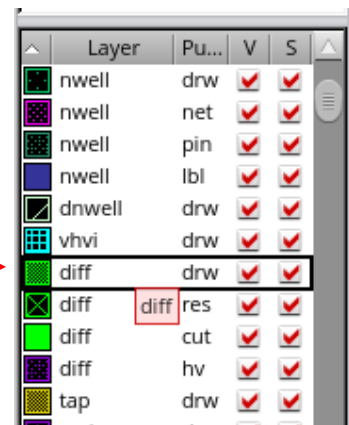 Layer Pu... V S
nwell drw
nwell net
nwell pin
nwell lbl
dnwell drw
vhvi drw
diff drw
diff diff res
diff cut
diff hv
tap drw